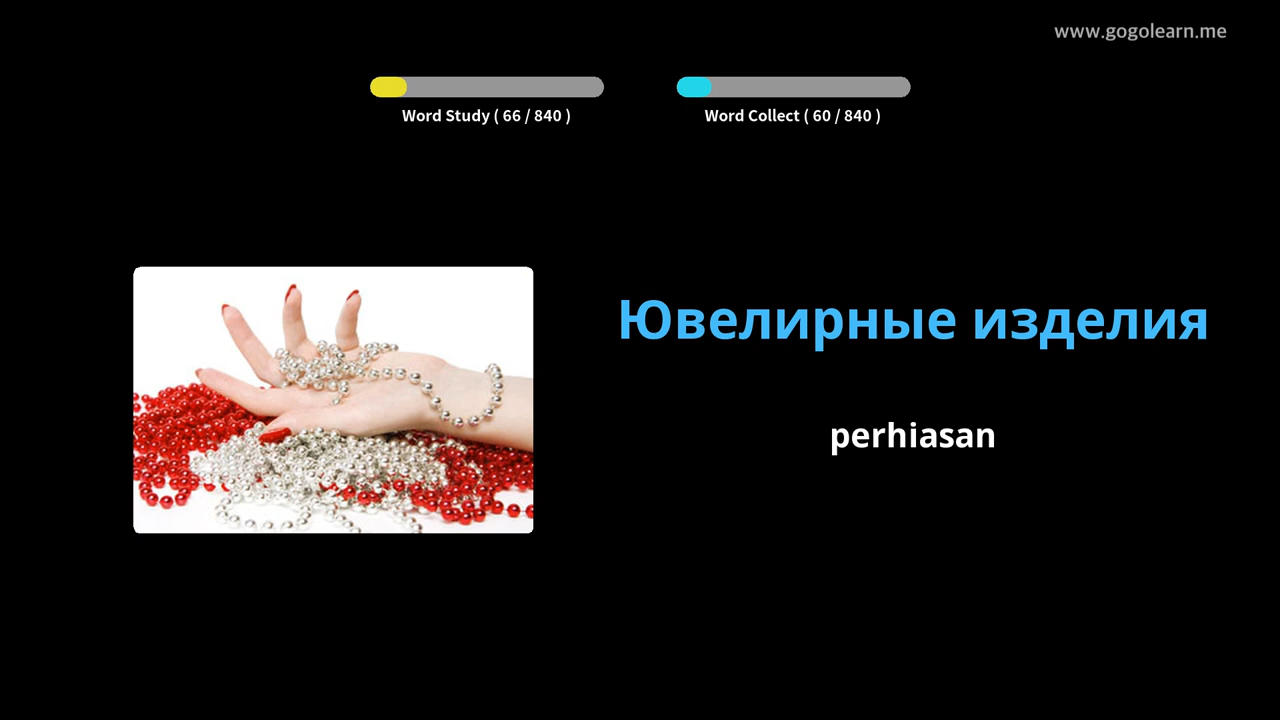 www.gogolearn.me
Word Study ( 66 / 840 )
Word Collect ( 60 / 840 )
Ювелирные изделия
perhiasan